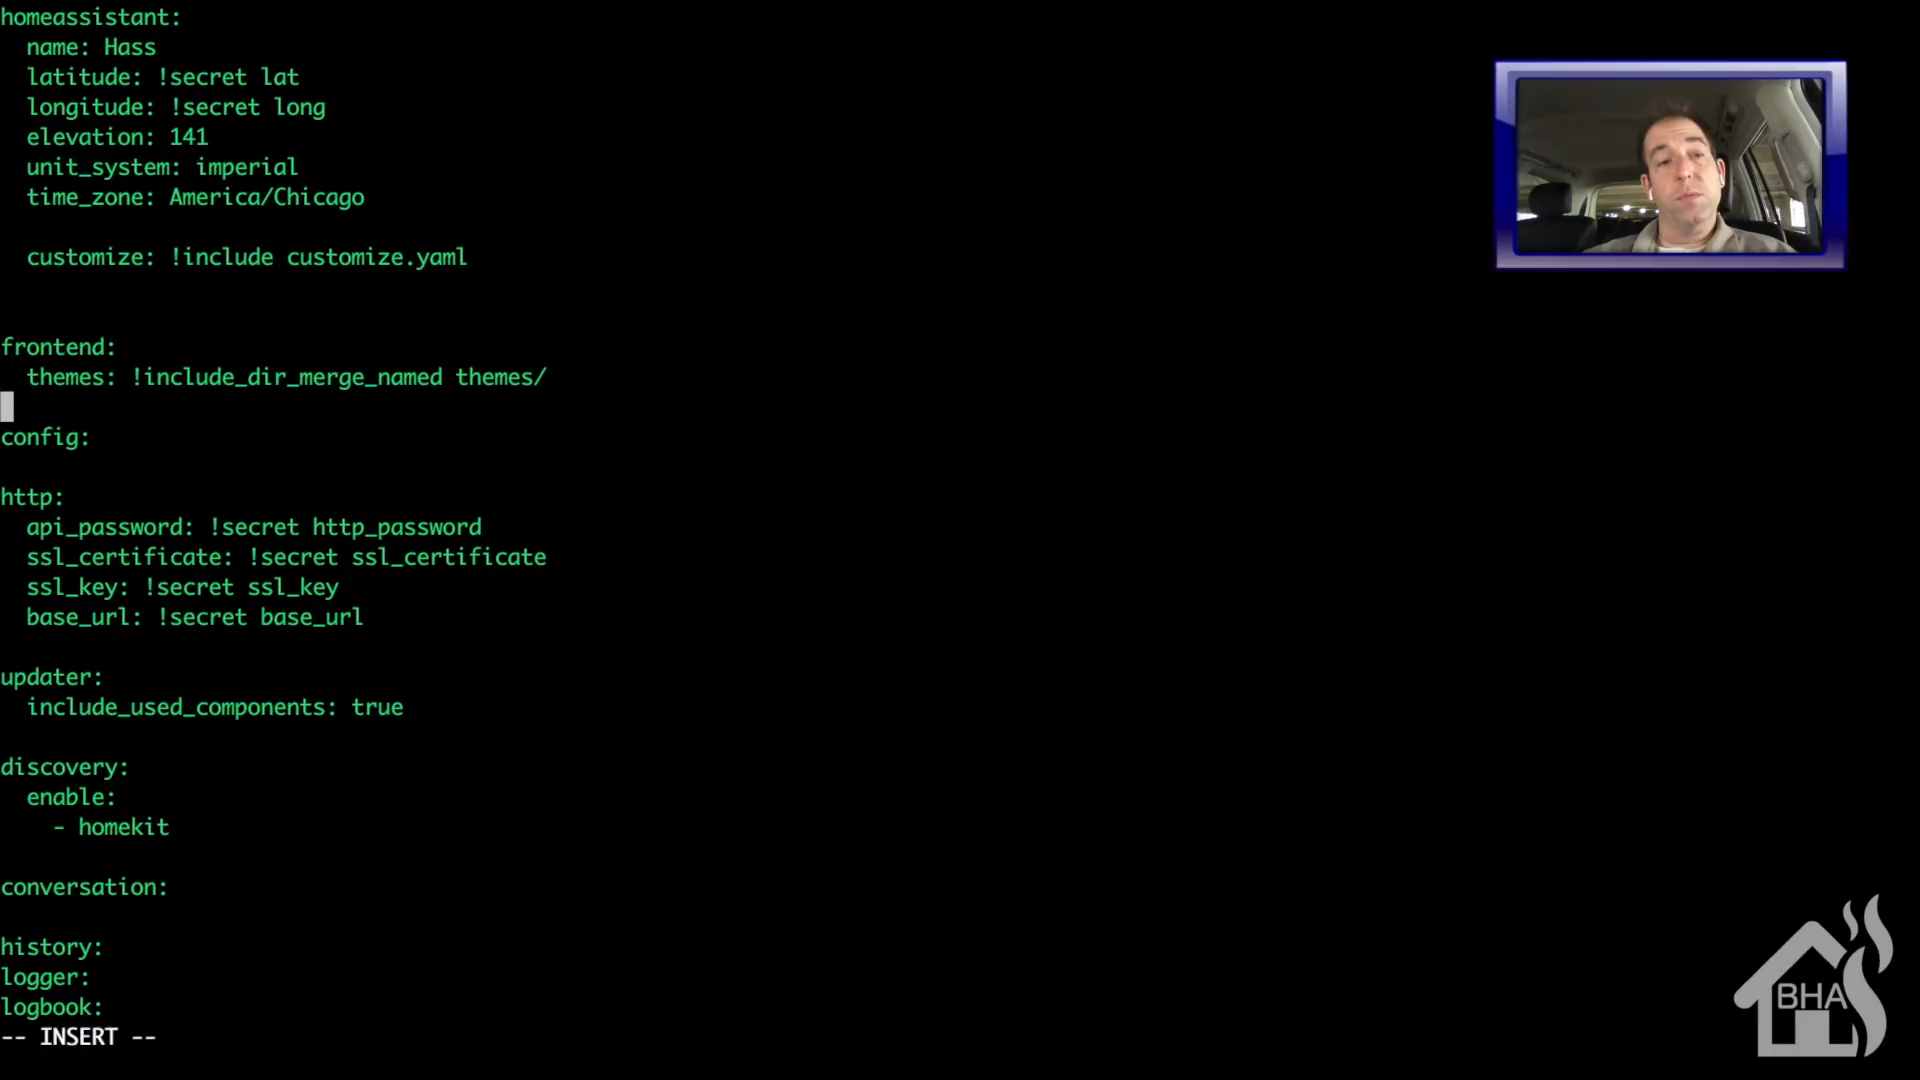 homeassistant:
  name: Hass
  latitude: !secret lat
  longitude: !secret long
  elevation: 141
  unit_system: imperial
  time_zone: America/Chicago
  customize: !include customize.yaml
frontend:
  themes: !include_dir_merge_named themes/
config:
http:
  api_password: !secret http_password
  ssl_certificate: !secret ssl_certificate
  ssl_key: !secret ssl_key
  base_url: !secret base_url
updater:
  include_used_components: true
discovery:
  enable:
    - homekit
conversation:
history:
logger:
logbook:
-- INSERT --
BHA